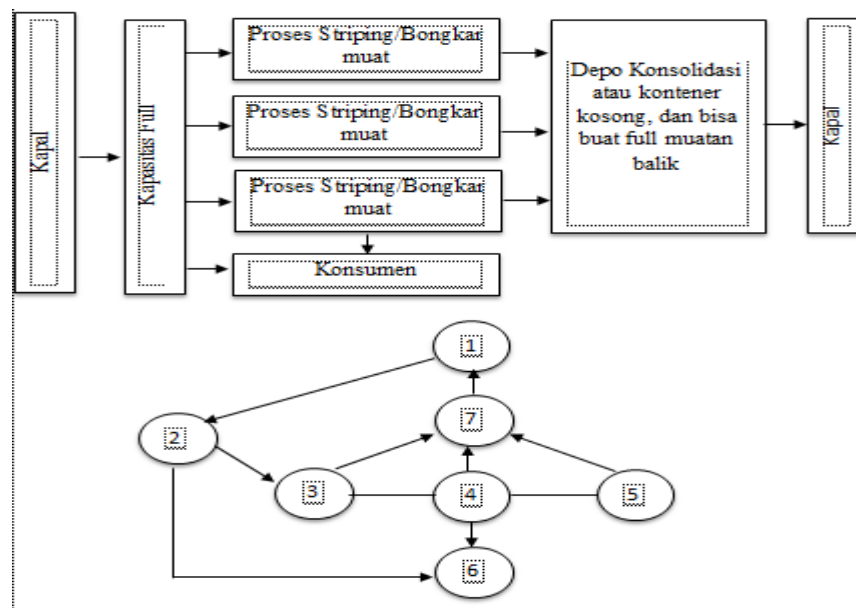 Kapal
Kapasitas Full
Proses Striping/Bongkar
muat
Proses Striping/Bongkar
muat
Proses Striping/Bongkar
muat
Konsumen
Depo Konsolidasi
atau kontener
kosong, dan bisa
buat full muatan
balik
Kapal
1
2
7
3
4
5
6